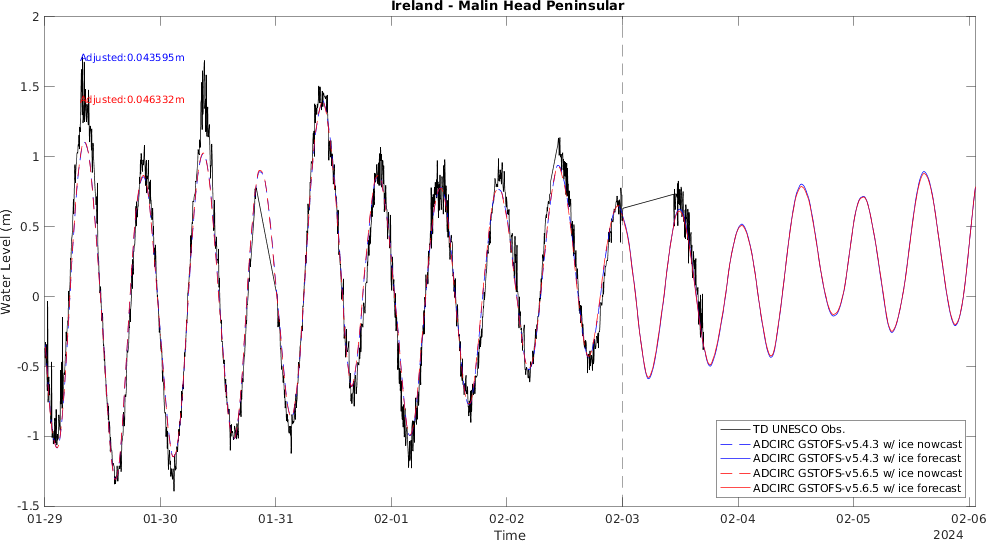 Ireland - Malin Head Peninsular
Adjusted:0.043595m
Adjusted:0.046332m
Water Level (m)
2
1.5
1
0.5
0
-0.5
-1
-1.5
01-29
01-30
01-31
02-01
02-02
02-03
02-04
02-05
02-06
Time
2024
TD UNESCO Obs.
ADCIRC GSTOFS-v5.4.3 w/ ice nowcast
ADCIRC GSTOFS-v5.4.3 w/ ice forecast
ADCIRC GSTOFS-v5.6.5 w/ ice nowcast
ADCIRC GSTOFS-v5.6.5 w/ ice forecast